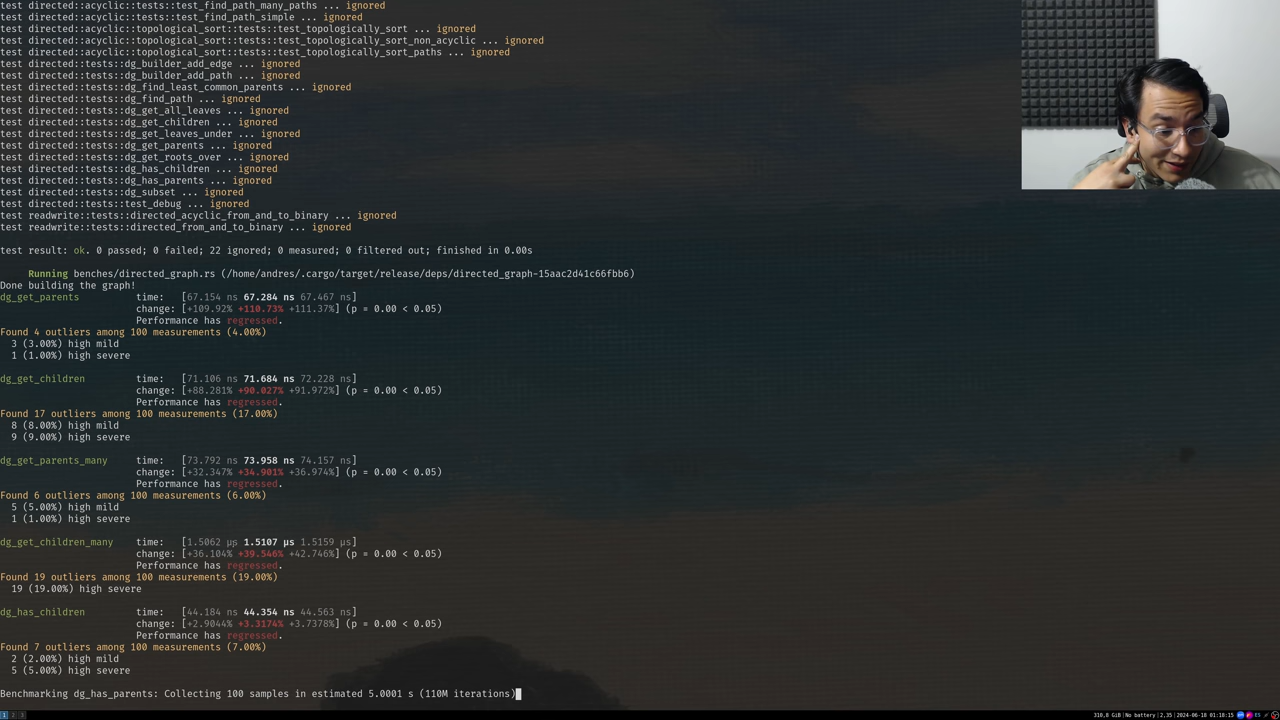 test directed::acyclic::tests::test_find_path_many_paths ... ignored
test directed::acyclic::tests::test_find_path_simple ... ignored
test directed::acyclic::topological_sort::tests::test_topologically_sort ... ignored
test directed::acyclic::topological_sort::tests::test_topologically_sort_non_acyclic ... ignored
test directed::acyclic::topological_sort::tests::test_topologically_sort_paths ... ignored
test directed::tests::dg_builder_add_edge ... ignored
test directed::tests::dg_builder_add_path ... ignored
test directed::tests::dg_find_least_common_parents ... ignored
test directed::tests::dg_find_path ... ignored
test directed::tests::dg_get_all_leaves ... ignored
test directed::tests::dg_get_children ... ignored
test directed::tests::dg_get_leaves_under ... ignored
test directed::tests::dg_get_parents ... ignored
test directed::tests::dg_get_roots_over ... ignored
test directed::tests::dg_has_children ... ignored
test directed::tests::dg_has_parents ... ignored
test directed::tests::dg_subset ... ignored
test directed::tests::test_debug ... ignored
test readwrite::tests::directed_acyclic_from_and_to_binary ... ignored
test readwrite::tests::directed_from_and_to_binary ... ignored
test result: ok. 0 passed; 0 failed; 22 ignored; 0 measured; 0 filtered out; finished in 0.00s
Running benches/directed_graph.rs (/home/andres/.cargo/target/release/deps/directed_graph-15aac2d41c66fbb6)
Done building the graph!
dg_get_parents time: [67.154 ns 67.284 ns 67.467 ns]
change: [+109.92% +110.73% +111.37%] (p = 0.00 < 0.05)
Performance has regressed.
Found 4 outliers among 100 measurements (4.00%)
3 (3.00%) high mild
1 (1.00%) high severe
dg_get_children time: [71.106 ns 71.684 ns 72.228 ns]
change: [+88.281% +90.027% +91.972%] (p = 0.00 < 0.05)
Performance has regressed.
Found 17 outliers among 100 measurements (17.00%)
8 (8.00%) high mild
9 (9.00%) high severe
dg_get_parents_many time: [73.792 ns 73.958 ns 74.157 ns]
change: [+32.347% +34.901% +36.974%] (p = 0.00 < 0.05)
Performance has regressed.
Found 6 outliers among 100 measurements (6.00%)
5 (5.00%) high mild
1 (1.00%) high severe
dg_get_children_many time: [1.5062 µs 1.5107 µs 1.5159 µs]
change: [+36.104% +39.546% +42.746%] (p = 0.00 < 0.05)
Performance has regressed.
Found 19 outliers among 100 measurements (19.00%)
19 (19.00%) high severe
dg_has_children time: [44.184 ns 44.354 ns 44.563 ns]
change: [+2.9044% +3.3174% +3.7378%] (p = 0.00 < 0.05)
Performance has regressed.
Found 7 outliers among 100 measurements (7.00%)
2 (2.00%) high mild
5 (5.00%) high severe
Benchmarking dg_has_parents: Collecting 100 samples in estimated 5.0001 s (110M iterations)
1 2 3 310,8 GiB|No battery|2,35|2024-06-18 01:18:15 ES